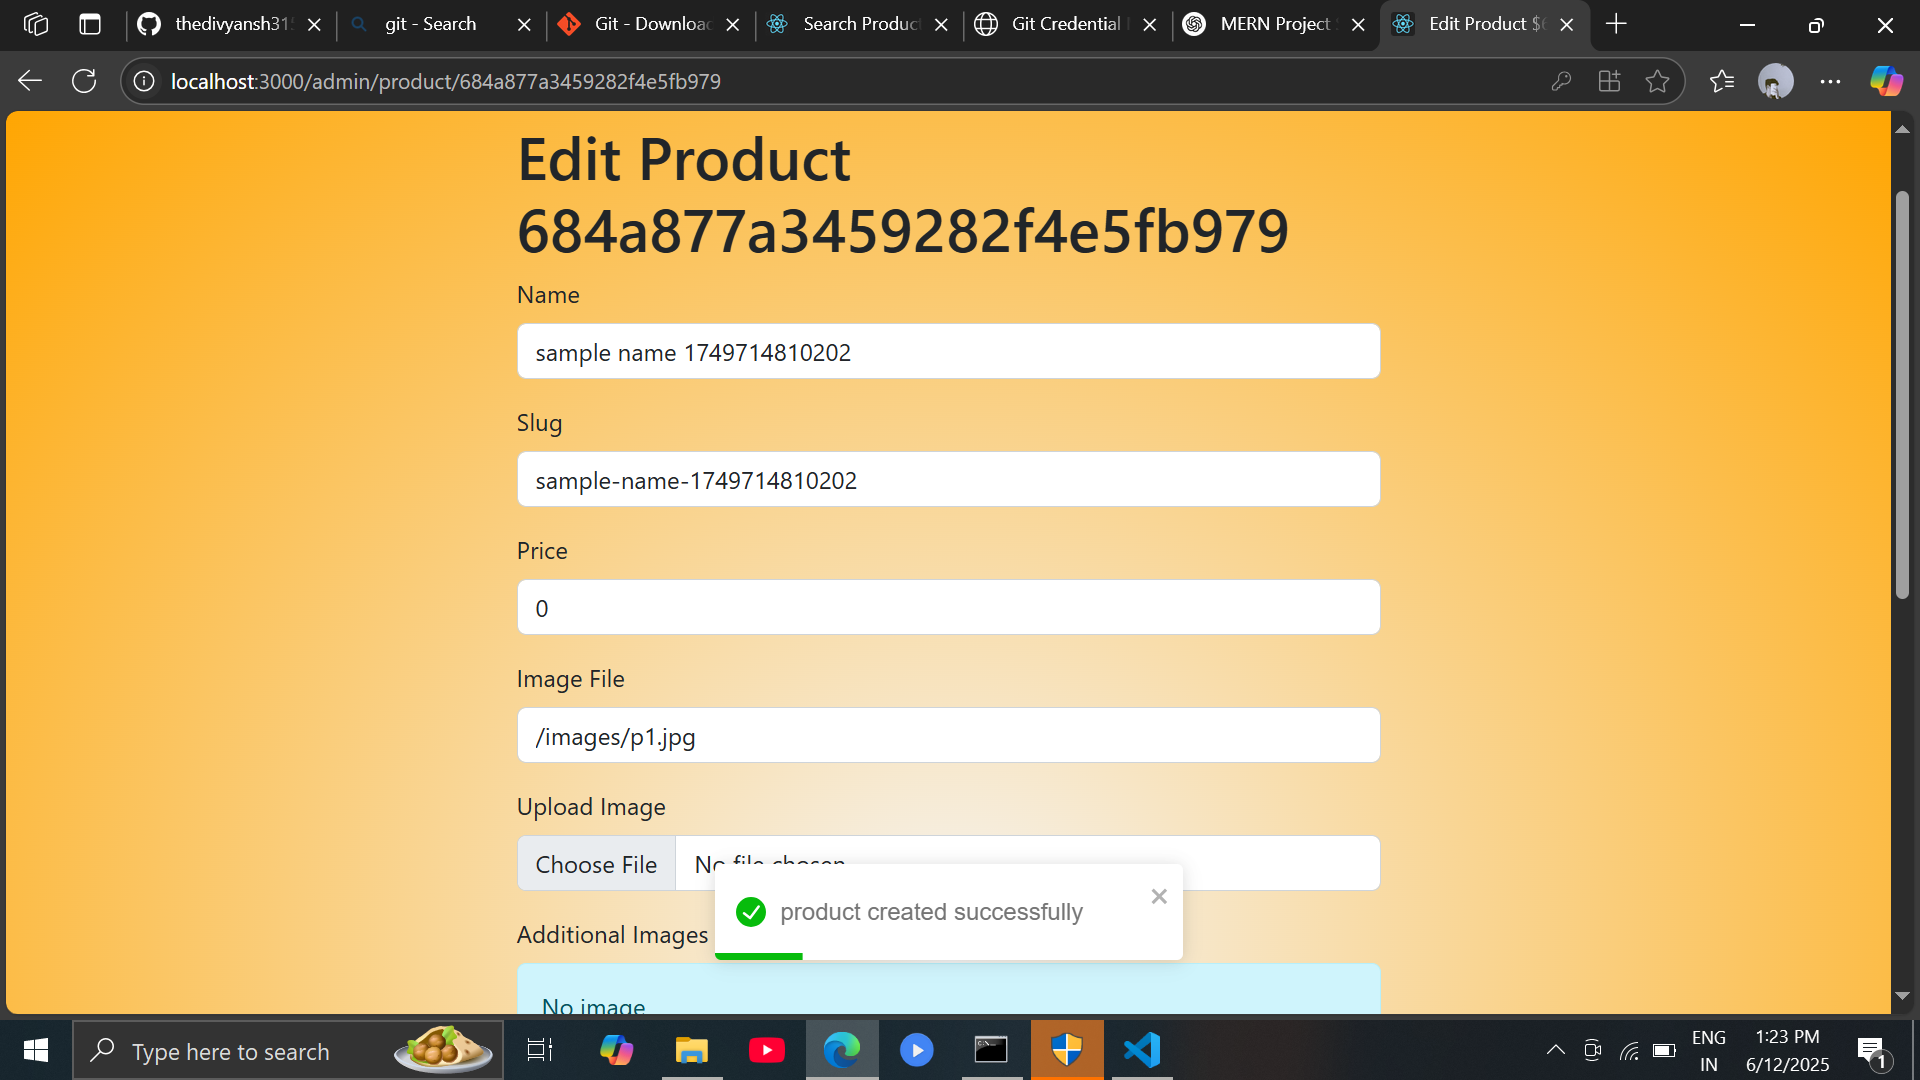 thedivyansh31
git - Search
Git - Downloa
Search Produc
Git Credential
MERN Project
Edit Product $
localhost:3000/admin/product/684a877a3459282f4e5fb979
Edit Product
684a877a3459282f4e5fb979
Name
sample name 1749714810202
Slug
sample-name-1749714810202
Price
0
Image File
/images/p1.jpg
Upload Image
Choose File No file chosen
product created successfully
Additional Images
No image
Type here to search
ENG
IN
1:23 PM
6/12/2025
1